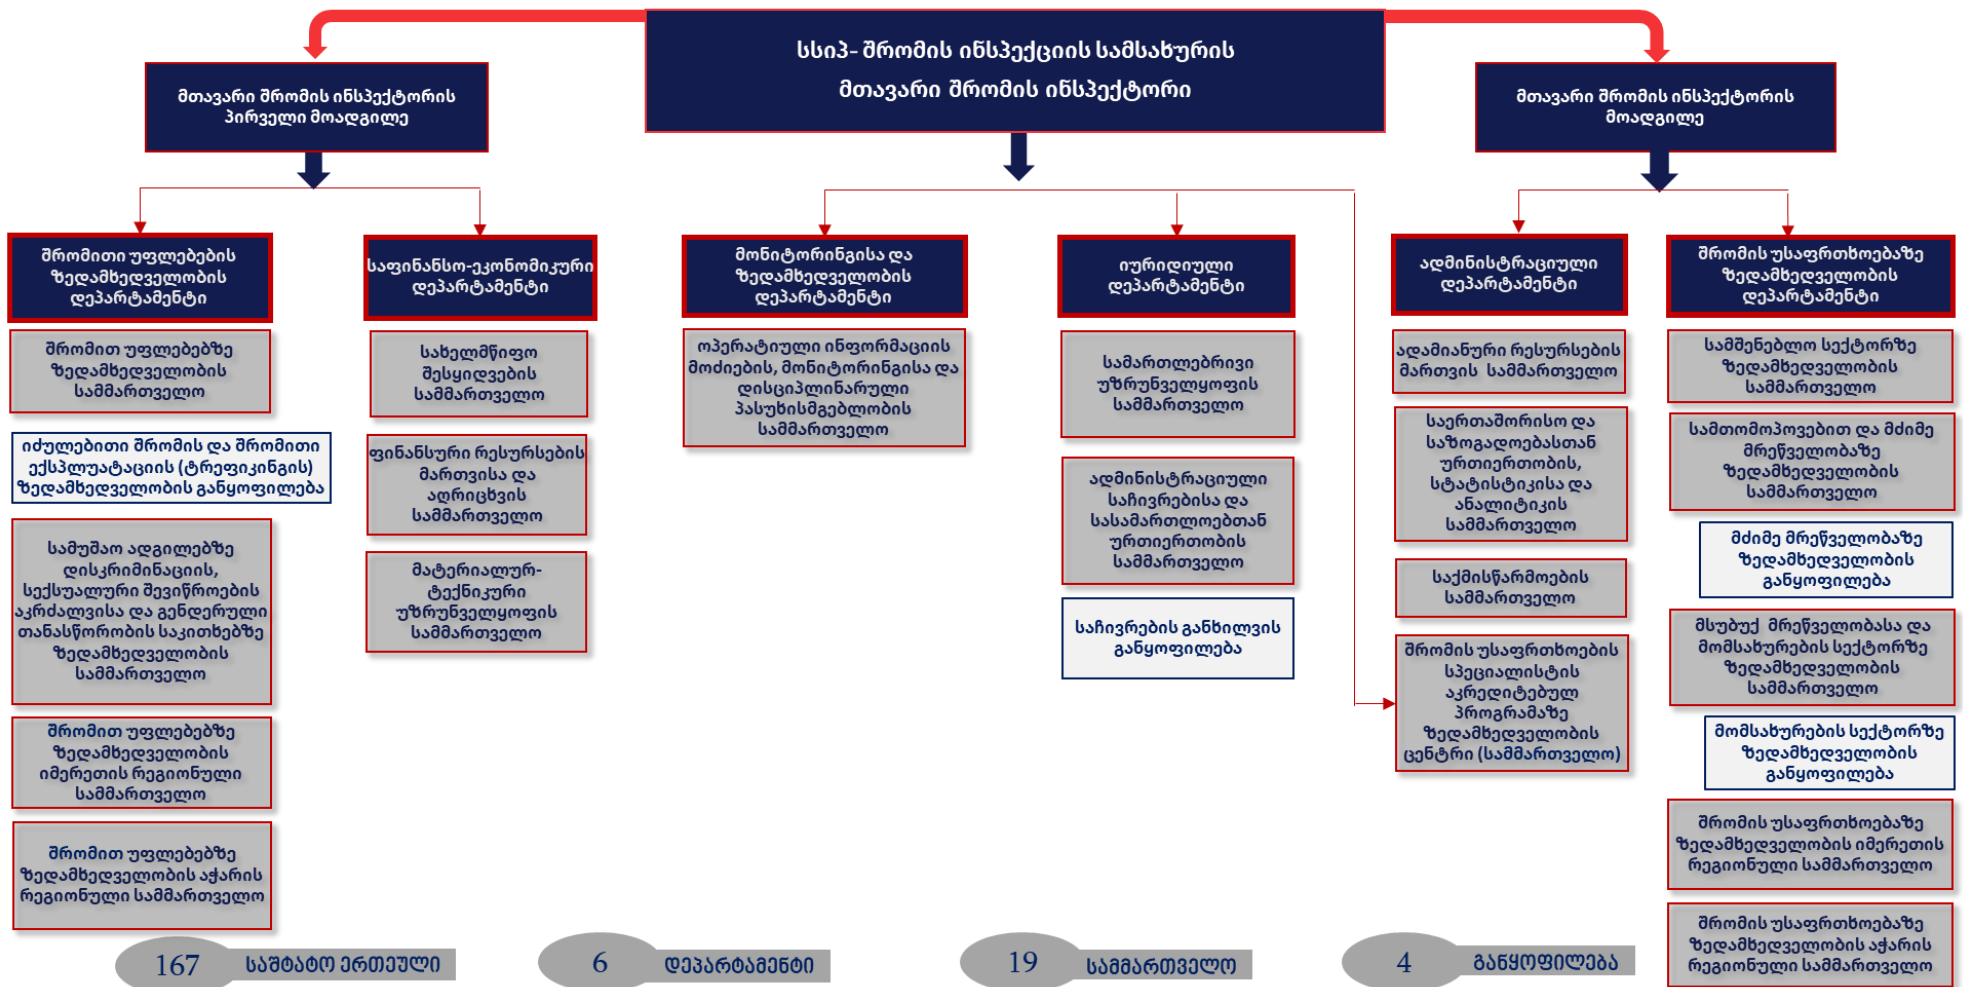 სსიპ- შრომის ინსპექციის სამსახურის
მთავარი შრომის ინსპექტორი
მთავარი შრომის ინსპექტორის
პირველი მოადგილე
მთავარი შრომის ინსპექტორის
მოადგილე
შრომითი უფლებების
ზედამხედველობის
დეპარტამენტი
შრომით უფლებებზე
ზედამხედველობის
სამმართველო
იძულებითი შრომის და შრომითი
ექსპლუატაციის (ტრეფიკინგის)
ზედამხედველობის განყოფილება
სამუშაო ადგილებზე
დისკრიმინაციის,
სექსუალური შევიწროების
აკრძალვისა და გენდერული
თანასწორობის საკითხებზე
ზედამხედველობის
სამმართველო
შრომით უფლებებზე
ზედამხედველობის
იმერეთის რეგიონული
სამმართველო
შრომით უფლებებზე
ზედამხედველობის აჭარის
რეგიონული სამმართველო
საფინანსო-ეკონომიკური
დეპარტამენტი
სახელმწიფო
შესყიდვების
სამმართველო
ფინანსური რესურსების
მართვისა და
აღრიცხვის
სამმართველო
მატერიალურ-
ტექნიკური
უზრუნველყოფის
სამმართველო
მონიტორინგისა და
ზედამხედველობის
დეპარტამენტი
ოპერატიული ინფორმაციის
მოძიების, მონიტორინგისა და
დისციპლინარული
პასუხისმგებლობის
სამმართველო
იურიდიული
დეპარტამენტი
სამართლებრივი
უზრუნველყოფის
სამმართველო
ადმინისტრაციული
საჩივრებისა და
სასამართლოებთან
ურთიერთობის
სამმართველო
საჩივრების განხილვის
განყოფილება
ადმინისტრაციული
დეპარტამენტი
ადამიანური რესურსების
მართვის სამმართველო
საერთაშორისო და
საზოგადოებასთან
ურთიერთობის,
სტატისტიკისა და
ანალიტიკის
სამმართველო
საქმისწარმოების
სამმართველო
შრომის უსაფრთხოების
სპეციალისტის
აკრედიტებულ
პროგრამაზე
ზედამხედველობის
ცენტრი (სამმართველო)
შრომის უსაფრთხოებაზე
ზედამხედველობის
დეპარტამენტი
სამშენებლო სექტორზე
ზედამხედველობის
სამმართველო
სამთომოპოვებით და მძიმე
მრეწველობაზე
ზედამხედველობის
სამმართველო
მძიმე მრეწველობაზე
ზედამხედველობის
განყოფილება
მსუბუქ მრეწველობასა და
მომსახურების სექტორზე
ზედამხედველობის
სამმართველო
მომსახურების სექტორზე
ზედამხედველობის
განყოფილება
შრომის უსაფრთხოებაზე
ზედამხედველობის იმერეთის
რეგიონული სამმართველო
შრომის უსაფრთხოებაზე
ზედამხედველობის აჭარის
რეგიონული სამმართველო
167 საშტატო ერთეული
6 დეპარტამენტი
19 სამმართველო
4 განყოფილება